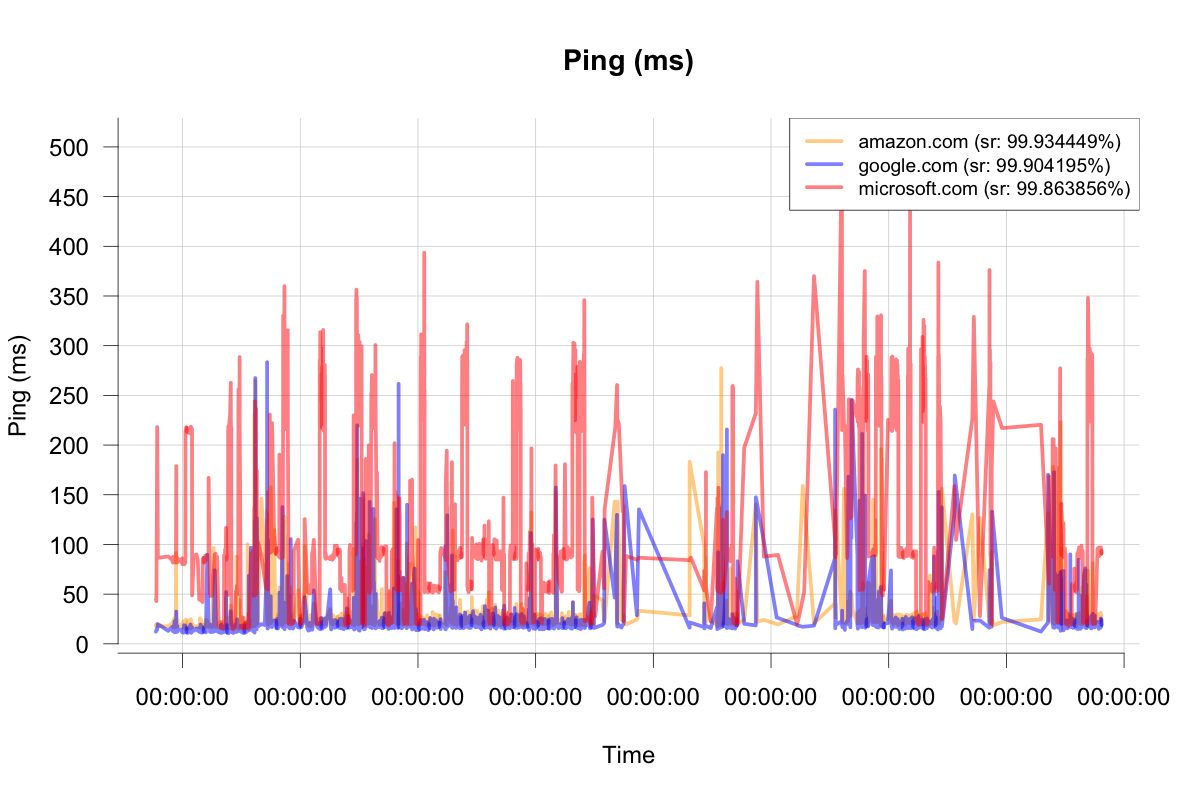 Ping (ms)
amazon.com (sr: 99.934449%)
google.com (sr: 99.904195%)
microsoft.com (sr: 99.863856%)
500
450
400
350
300
250
200
150
100
50
0
Ping (ms)
00:00:00 00:00:00 00:00:00 00:00:00 00:00:00 00:00:00 00:00:00 00:00:00 00:00:00
Time